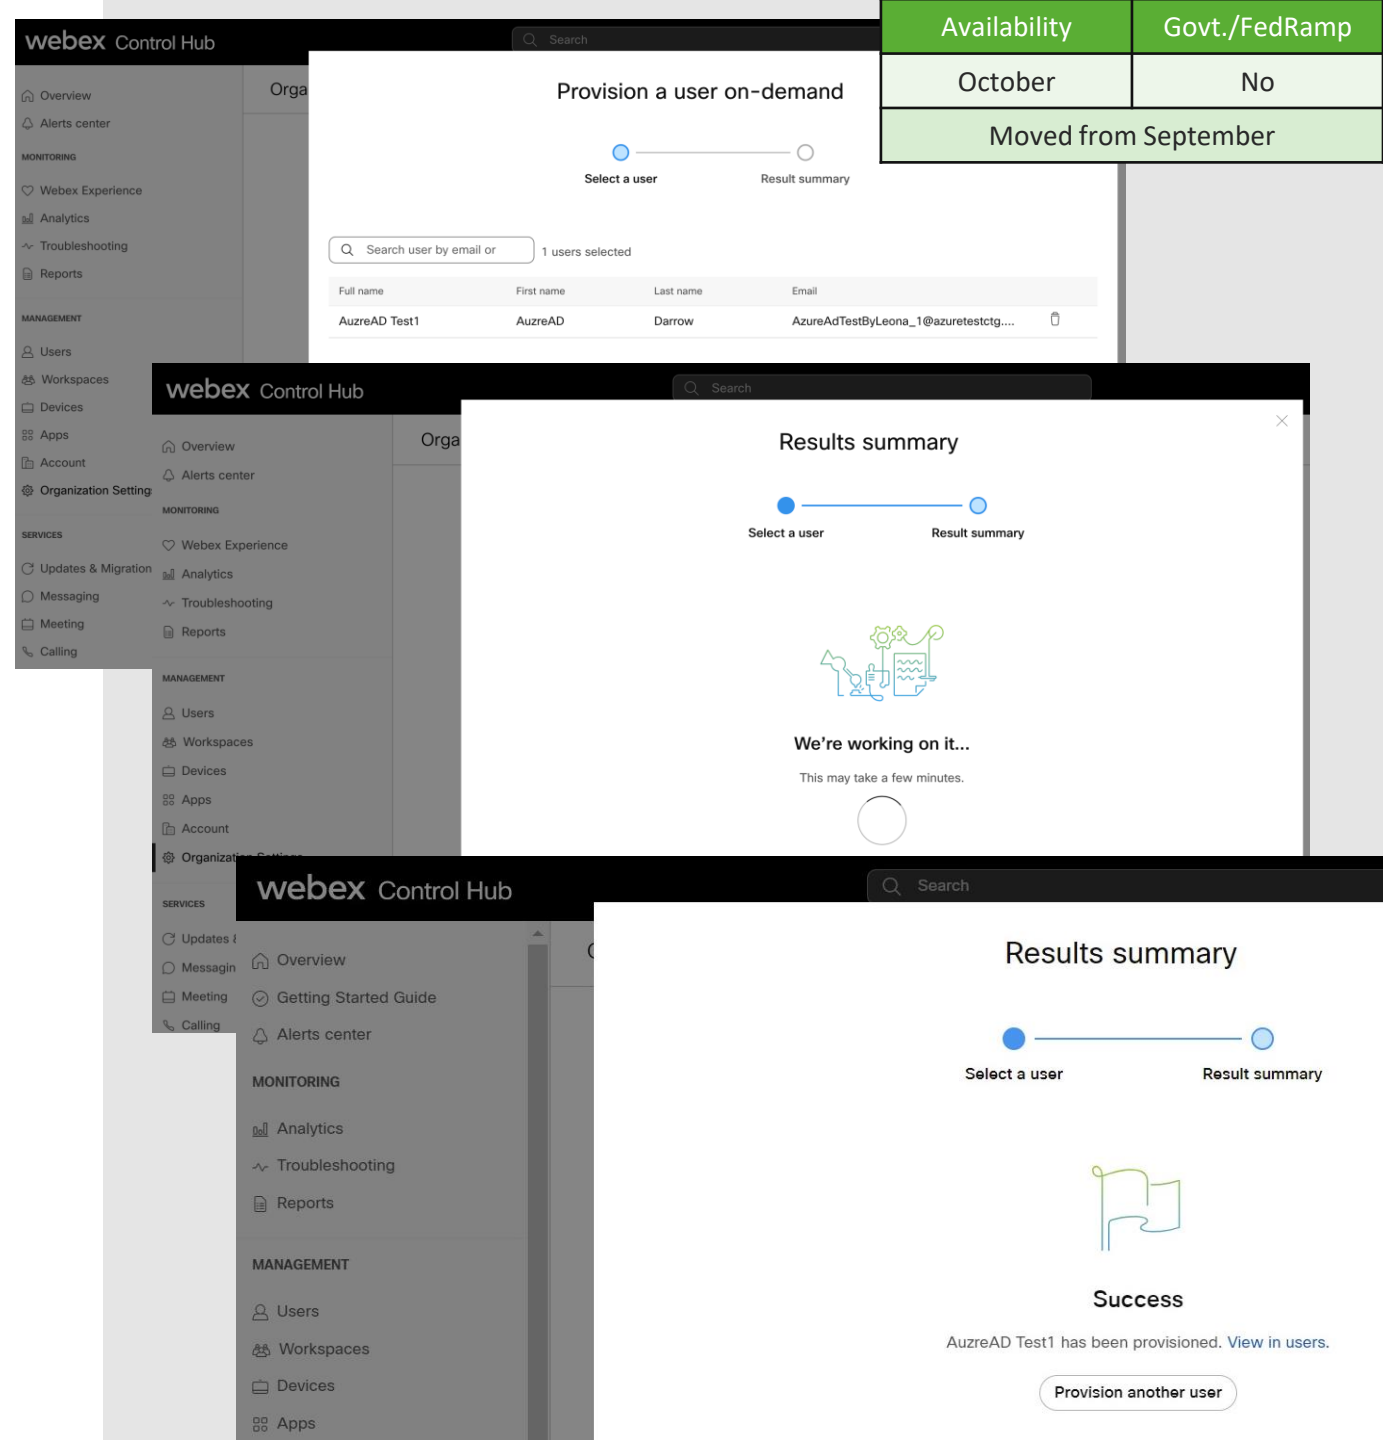 Availability Govt./FedRamp
October No
Moved from September
webex Control Hub
Search
Overview
Alerts center
MONITORING
Webex Experience
Analytics
Troubleshooting
Reports
MANAGEMENT
Users
Workspaces
Devices
Apps
Account
Organization Setting
SERVICES
Updates & Migration
Messaging
Meeting
Calling
Orga
Provision a user on-demand
Select a user Result summary
Search user by email or 1 users selected
Full name First name Last name Email
AuzreAD Test1 AuzreAD Darrow AzureAdTestByLeona_1@azuretestctg....
webex Control Hub
Search
Overview
Alerts center
MONITORING
Webex Experience
Analytics
Troubleshooting
Reports
MANAGEMENT
Users
Workspaces
Devices
Apps
Account
Organization Settings
SERVICES
Updates &
Messagin
Meeting
Calling
Orga
Results summary
Select a user Result summary
We're working on it...
This may take a few minutes.
webex Control Hub
Search
Overview
Getting Started Guide
Alerts center
MONITORING
Analytics
Troubleshooting
Reports
MANAGEMENT
Users
Workspaces
Devices
Apps
Results summary
Select a user Result summary
Success
AuzreAD Test1 has been provisioned. View in users.
Provision another user